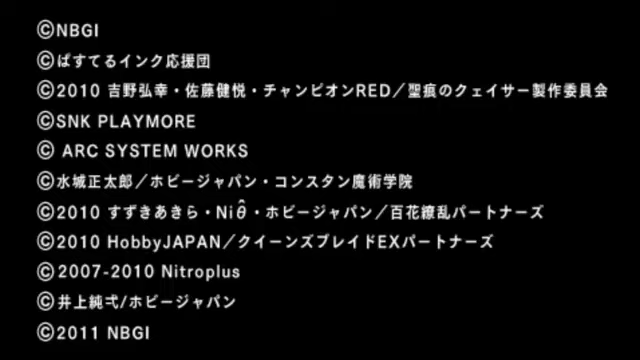 ©NBGI
©ぱすてるインク応援団
©2010 吉野弘幸・佐藤健悦・チャンピオンRED／聖痕のクェイサー製作委員会
©SNK PLAYMORE
© ARC SYSTEM WORKS
©水城正太郎／ホビージャパン・コンスタン魔術学院
©2010 すずきあきら・Niθ̂・ホビージャパン／百花繚乱パートナーズ
©2010 HobbyJAPAN／クイーンズブレイドEXパートナーズ
©2007-2010 Nitroplus
©井上純弌/ホビージャパン
©2011 NBGI